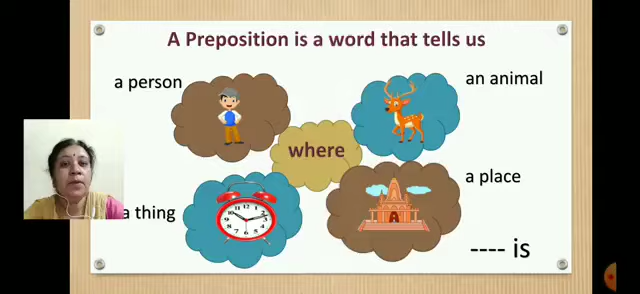 A Preposition is a word that tells us
a person
an animal
where
a place
a thing
---- is